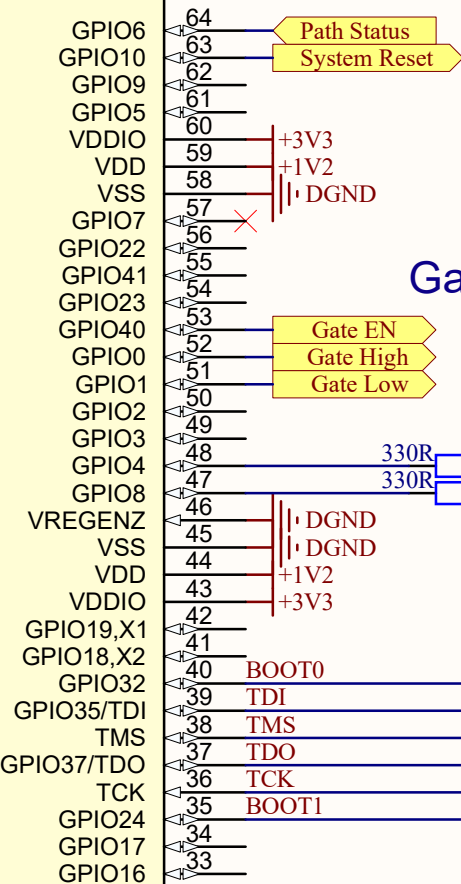 GPIO6 64 Path Status
GPIO10 63 System Reset
GPIO9 62
GPIO5 61
VDDIO 60 +3V3
VDD 59 +1V2
VSS 58 DGND
GPIO7 57
GPIO22 56
GPIO41 55
GPIO23 54
GPIO40 53 Gate EN
GPIO0 52 Gate High
GPIO1 51 Gate Low
GPIO2 50
GPIO3 49
GPIO4 48 330R
GPIO8 47 330R
VREGENZ 46 DGND
VSS 45 DGND
VDD 44 +1V2
VDDIO 43 +3V3
GPIO19,X1 42
GPIO18,X2 41
GPIO32 40 BOOT0
GPIO35/TDI 39 TDI
TMS 38 TMS
GPIO37/TDO 37 TDO
TCK 36 TCK
GPIO24 35 BOOT1
GPIO17 34
GPIO16 33
Ga